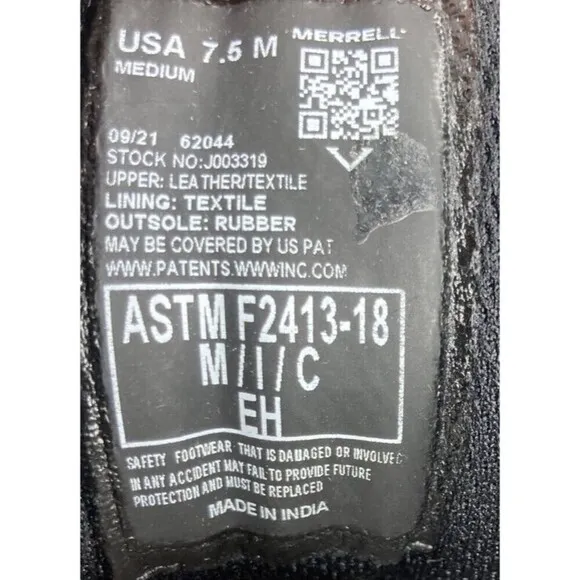 USA 7.5 M
MERRELL
MEDIUM
09/21 62044
STOCK NO:J003319
UPPER: LEATHER/TEXTILE
LINING: TEXTILE
OUTSOLE: RUBBER
MAY BE COVERED BY US PAT
WWW.PATENTS.WWWINC.COM
ASTM F2413-18
M/I/C
EH
SAFETY FOOTWEAR THAT IS DAMAGED OR INVOLVED
IN ANY ACCIDENT MAY FAIL TO PROVIDE FUTURE
PROTECTION AND MUST BE REPLACED
MADE IN INDIA